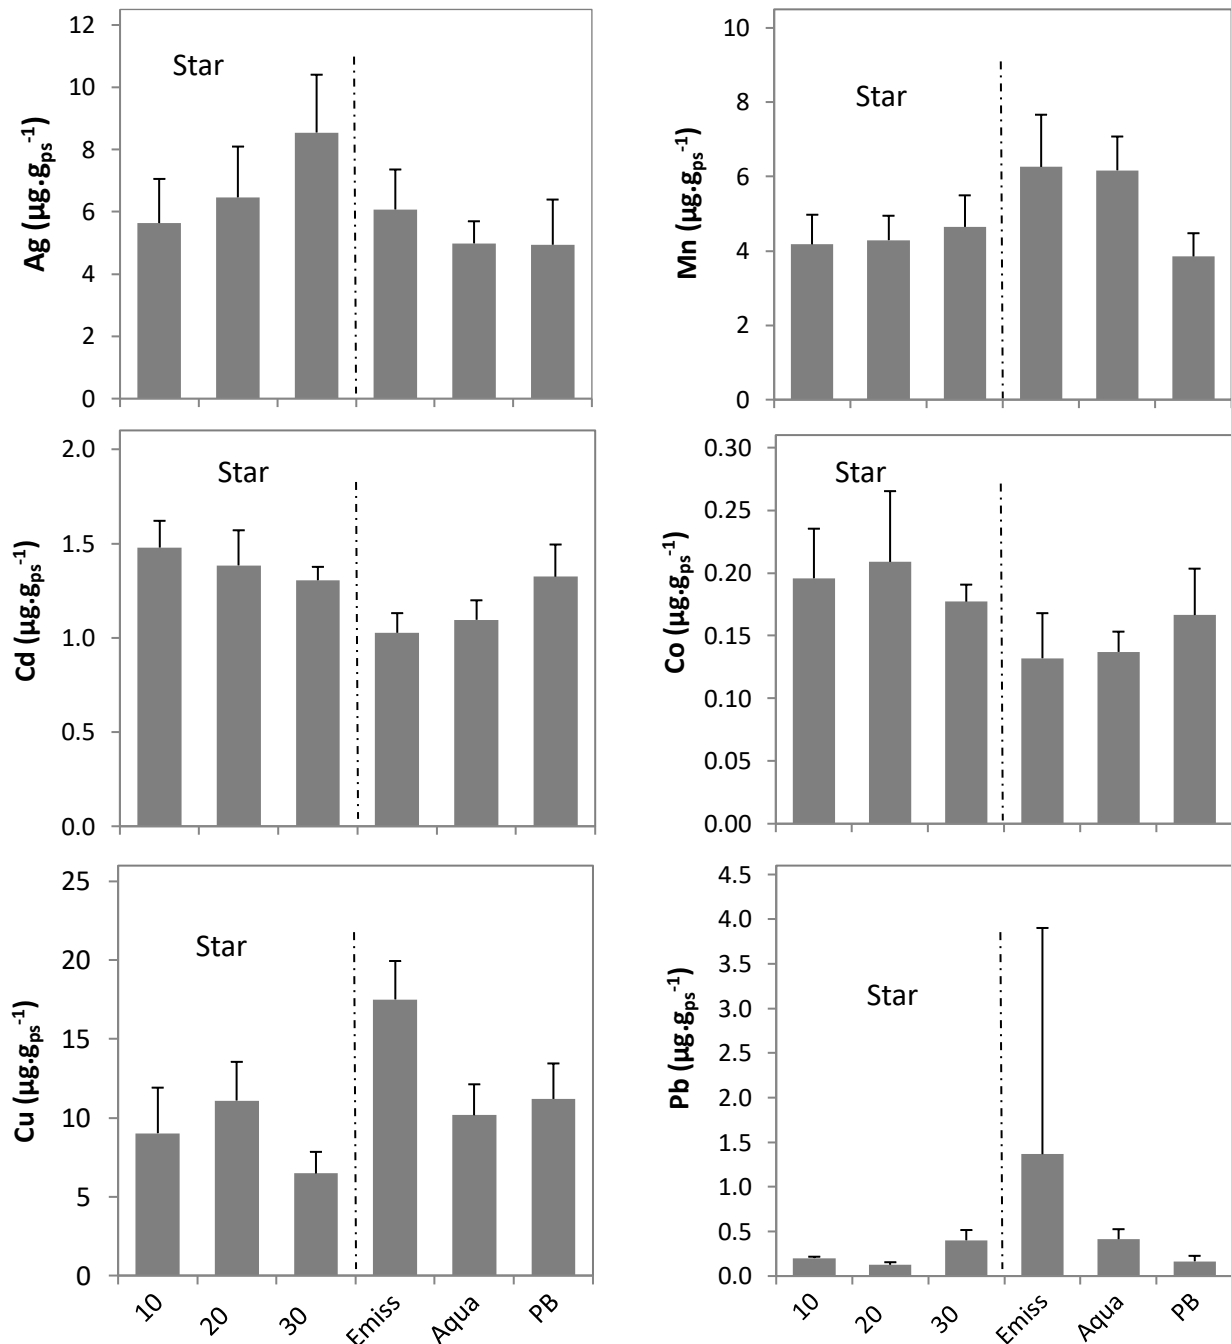 Ag (µg.gps-1)
12
10
8
6
4
2
0
Star
Mn (µg.gps-1)
10
8
6
4
2
0
Star
Cd (µg.gps-1)
2.0
1.5
1.0
0.5
0.0
Star
Co (µg.gps-1)
0.30
0.25
0.20
0.15
0.10
0.05
0.00
Star
Cu (µg.gps-1)
25
20
15
10
5
0
Star
10
20
30
Emiss
Aqua
PB
Pb (µg.gps-1)
4.5
4.0
3.5
3.0
2.5
2.0
1.5
1.0
0.5
0.0
Star
10
20
30
Emiss
Aqua
PB